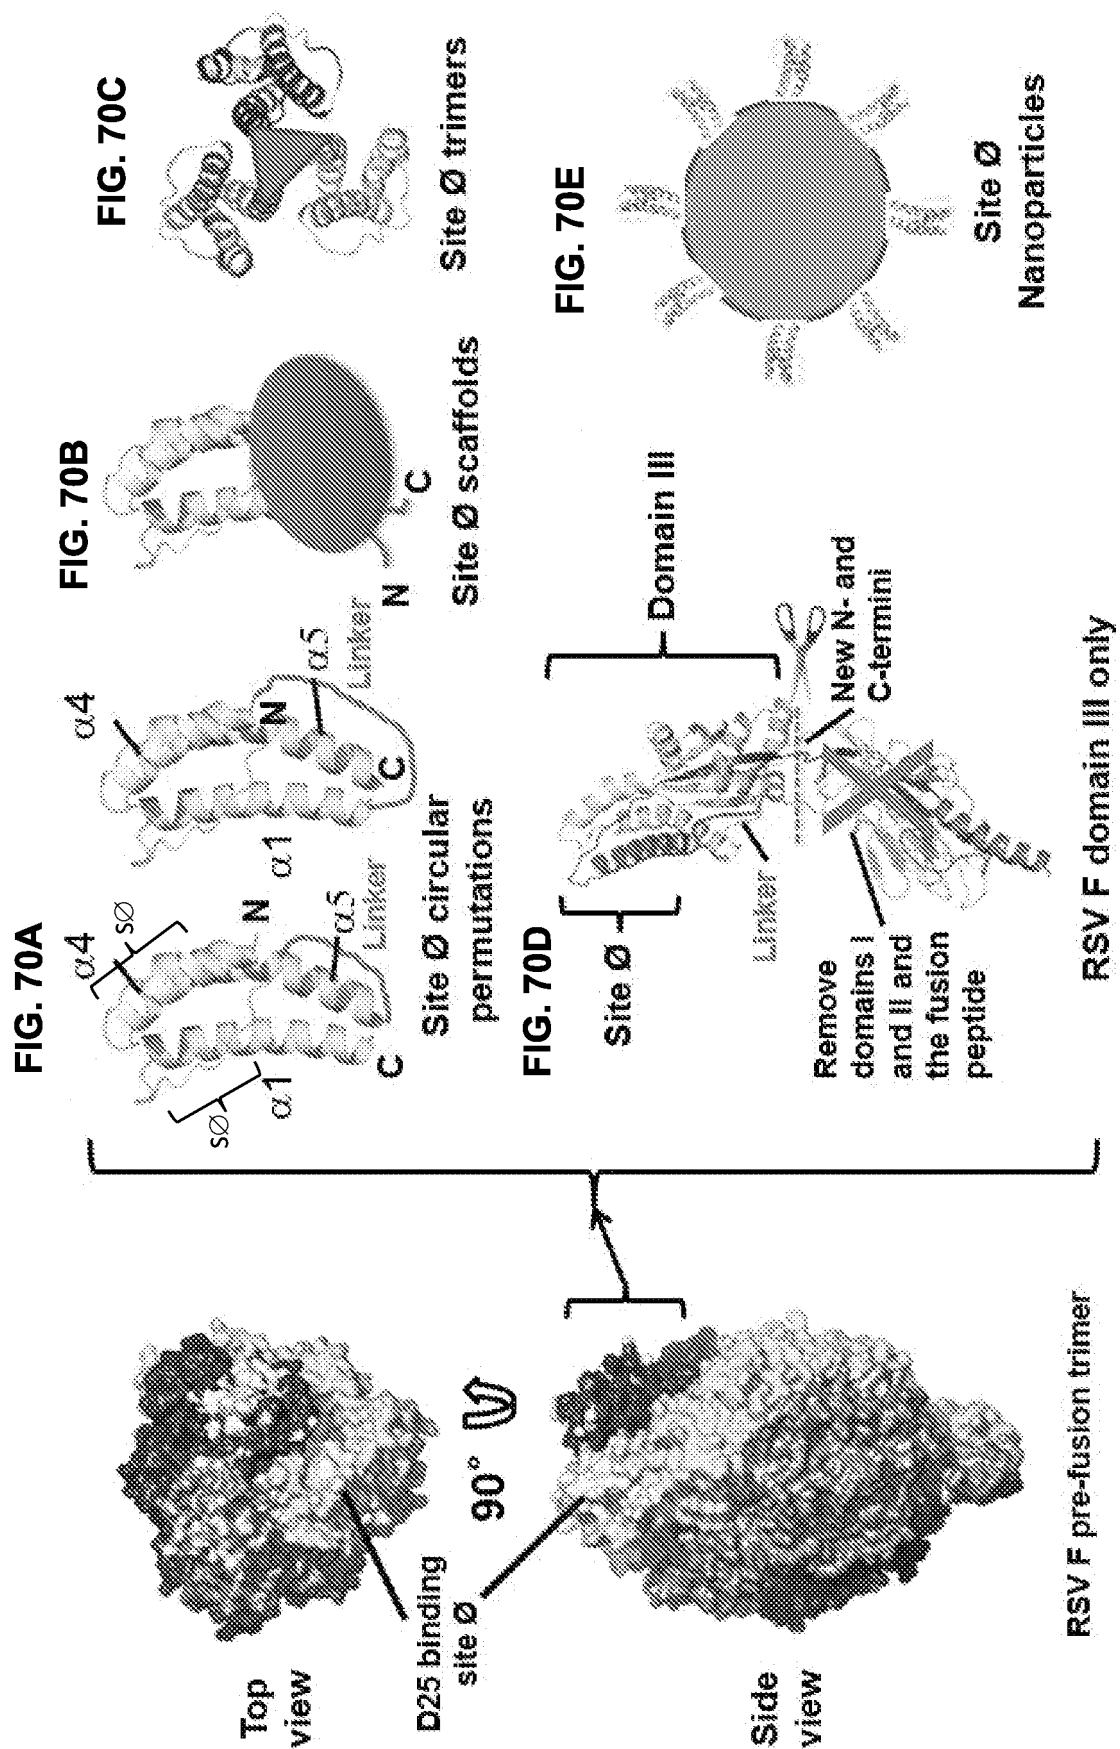 Top
view
D25 binding
site Ø
90°
Side
view
RSV F pre-fusion trimer
FIG. 70A
α4
sØ
sØ
α1
N
α5
Linker
C
α4
α1
N
α5
Linker
C
Site Ø circular
permutations
FIG. 70B
N
C
Site Ø scaffolds
FIG. 70C
Site Ø trimers
FIG. 70D
Site Ø
Domain III
Linker
New N- and
C-termini
Remove
domains I
and II and
the fusion
peptide
RSV F domain III only
FIG. 70E
Site Ø
Nanoparticles